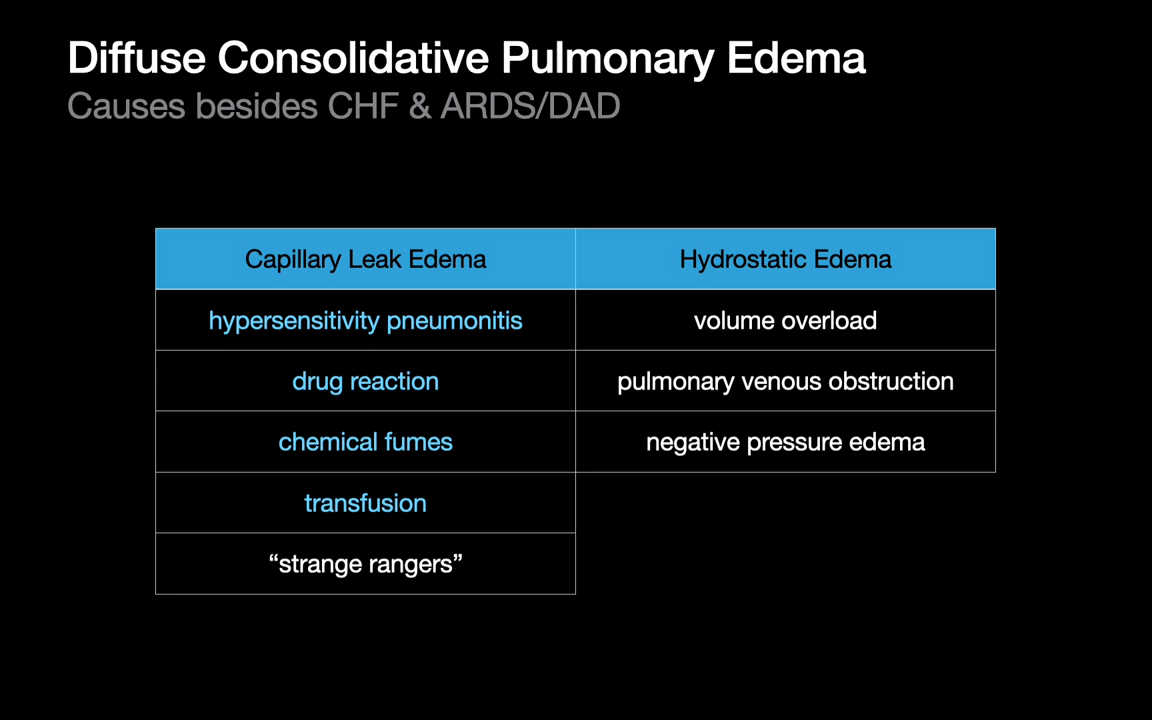 Diffuse Consolidative Pulmonary Edema
Causes besides CHF & ARDS/DAD
Capillary Leak Edema
Hydrostatic Edema
hypersensitivity pneumonitis
volume overload
drug reaction
pulmonary venous obstruction
chemical fumes
negative pressure edema
transfusion
“strange rangers”